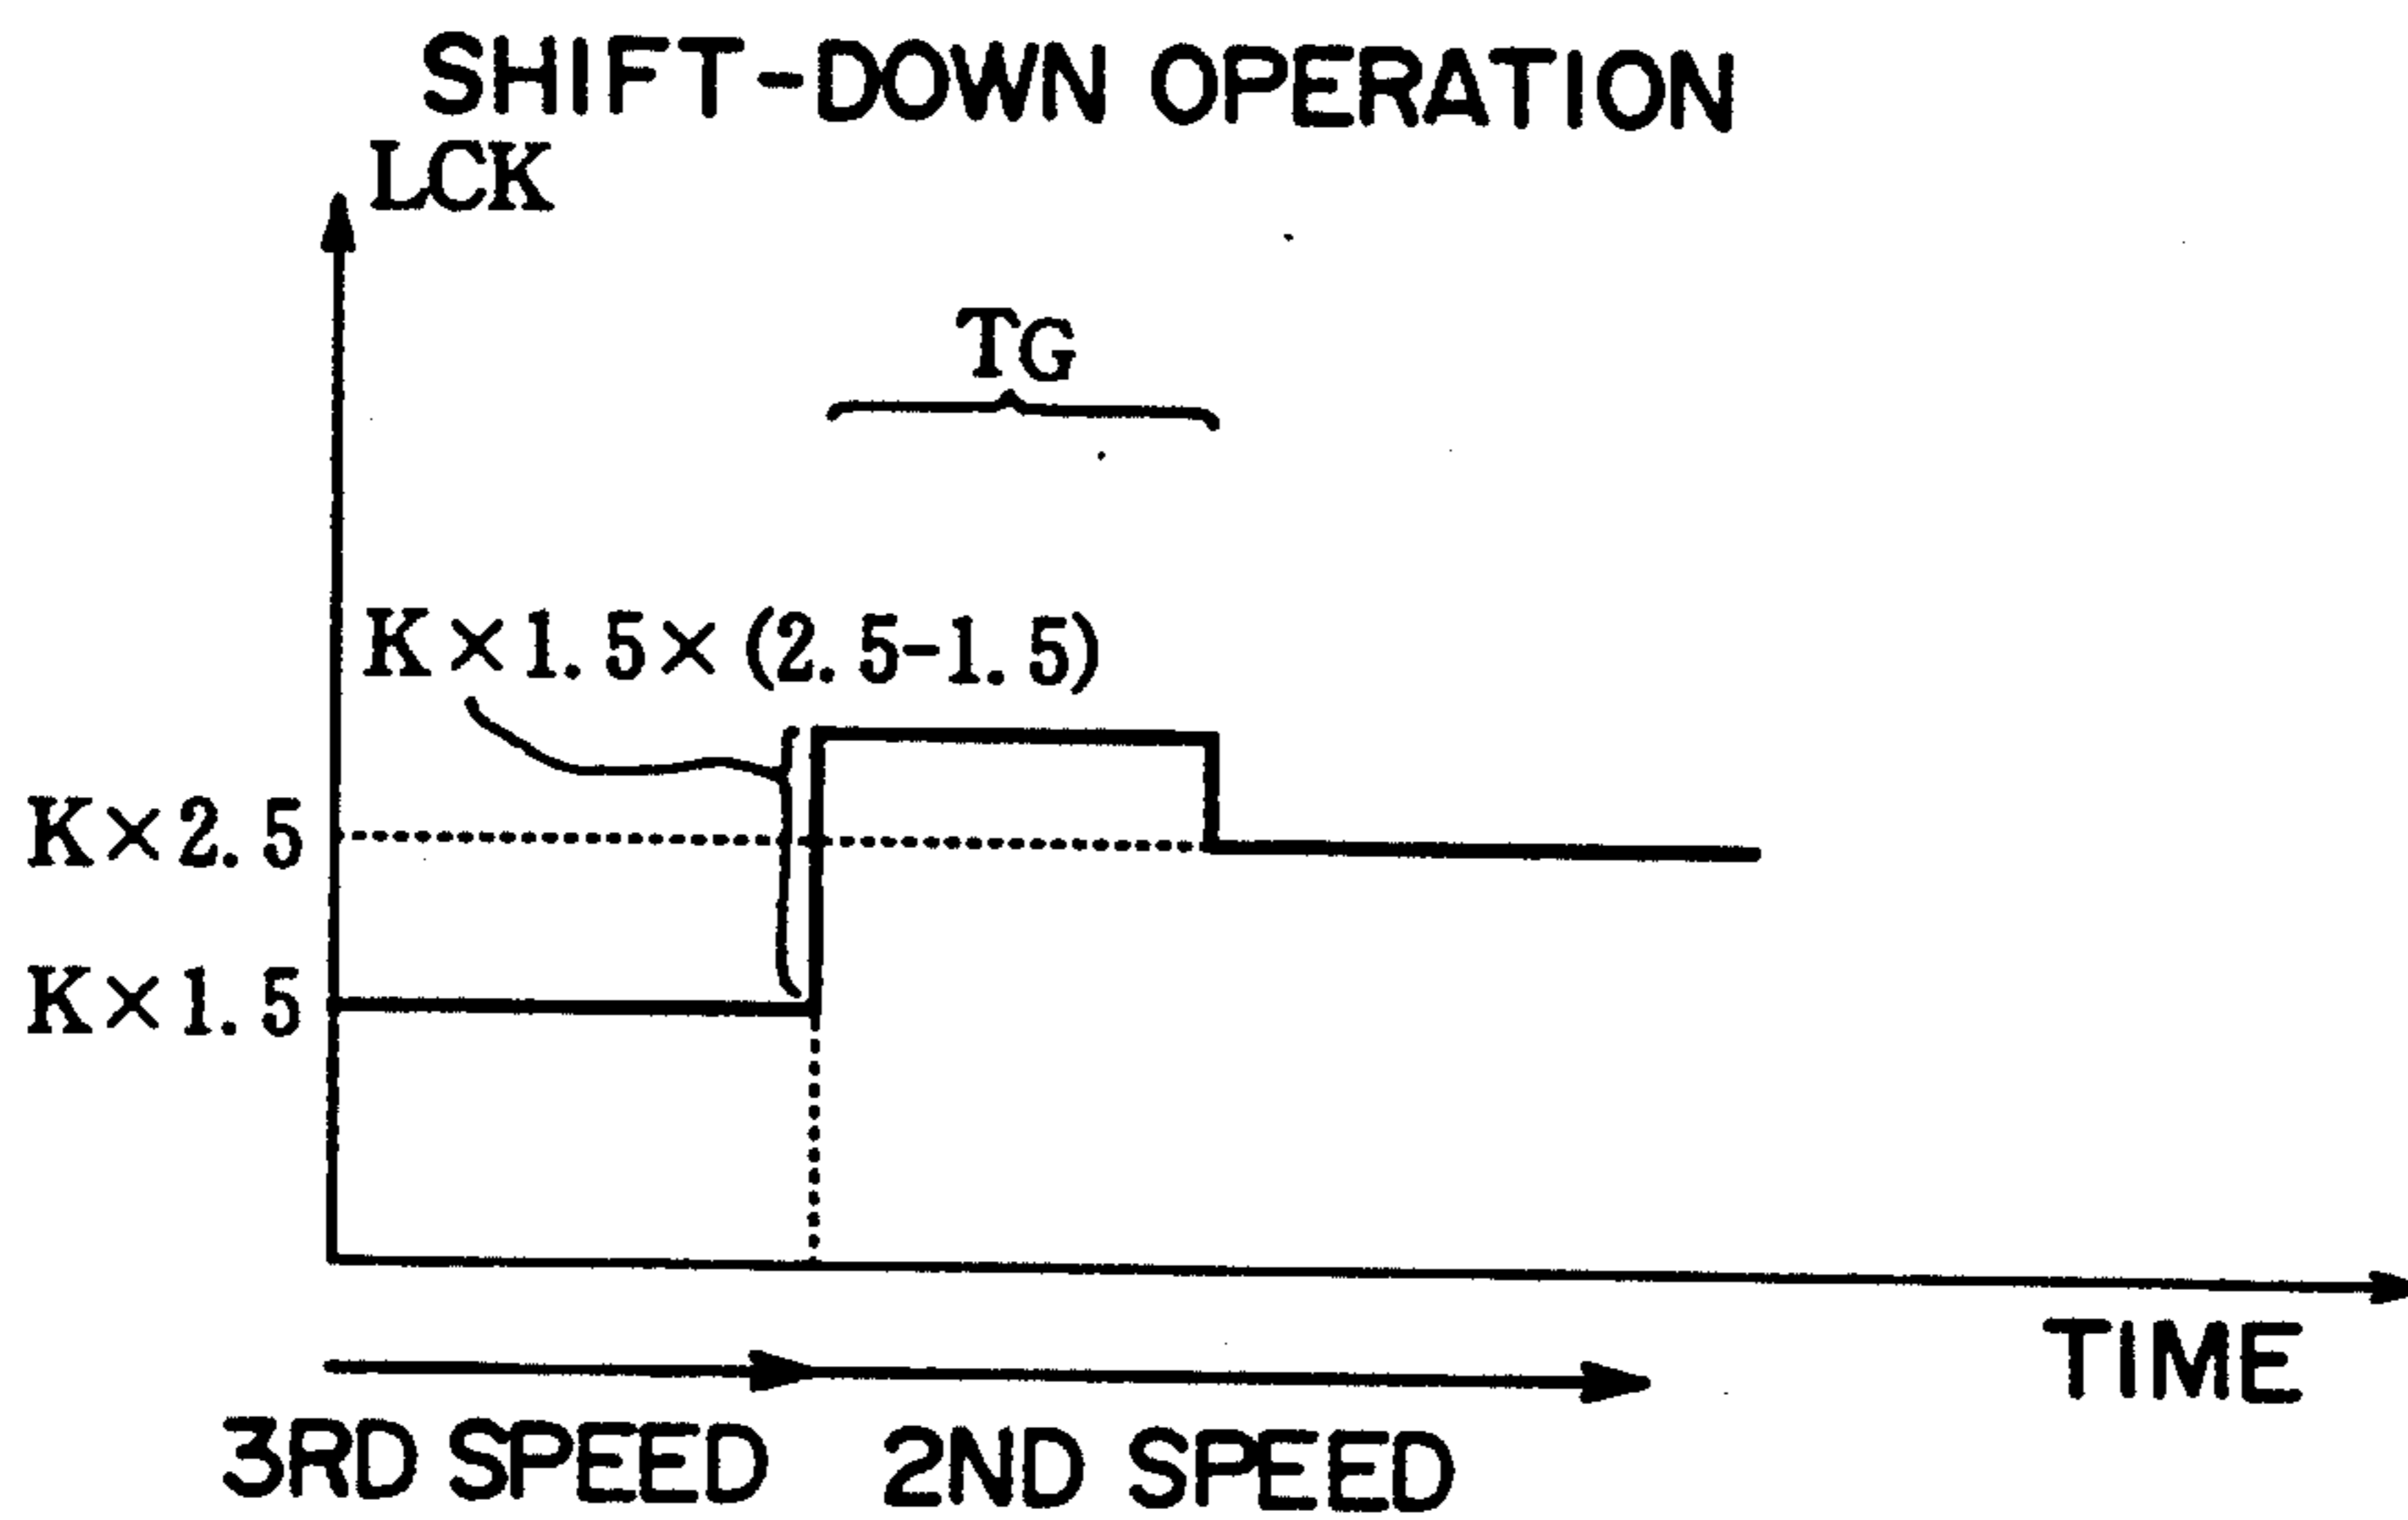 SHIFT-DOWN OPERATION
LCK
TG
K×1.5×(2.5-1.5)
K×2.5
K×1.5
TIME
3RD SPEED 2ND SPEED